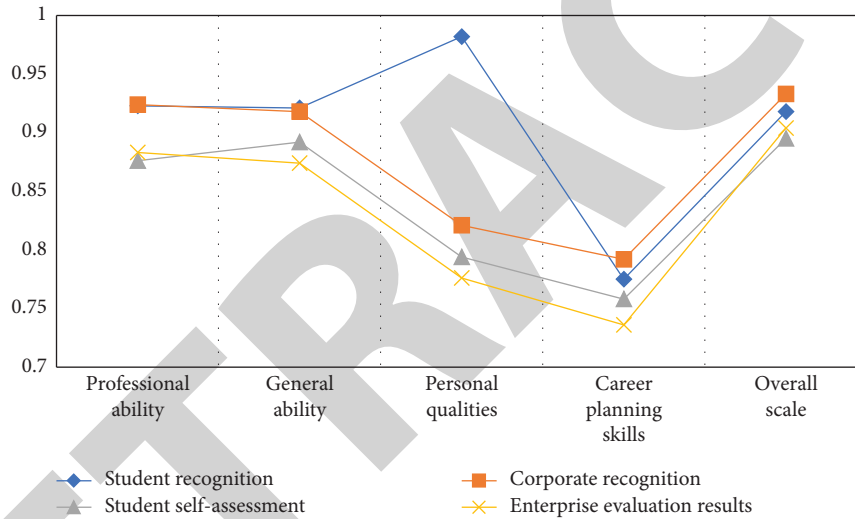 1
0.95
0.9
0.85
0.8
0.75
0.7
Professional
ability
General
ability
Personal
qualities
Career
planning
skills
Overall
scale
Student recognition
Corporate recognition
Student self-assessment
Enterprise evaluation results
TRAC